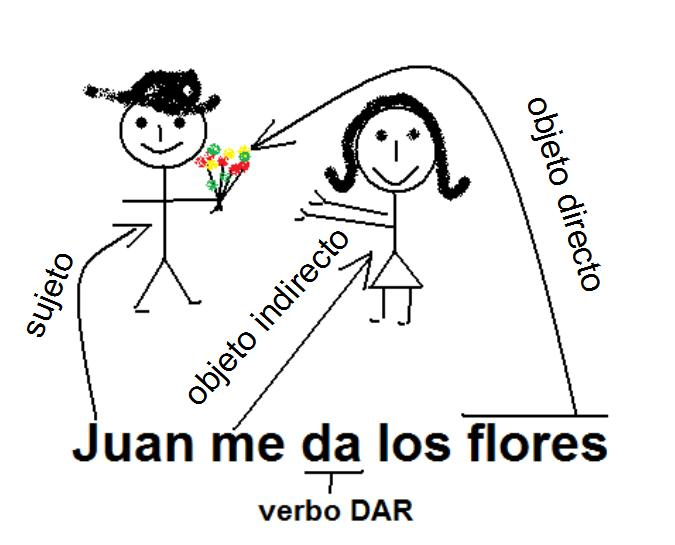 objeto directo
sujeto
objeto indirecto
Juan me da los flores
verbo DAR